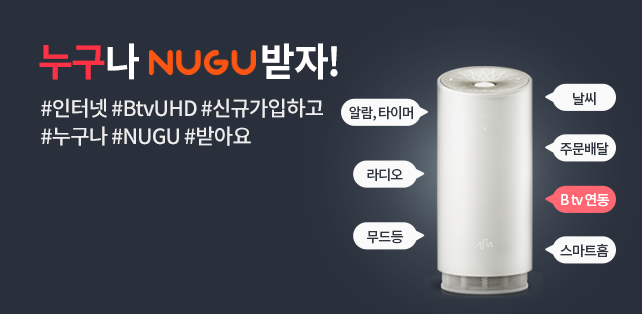 누구나 NUGU 받자!
#인터넷 #BtvUHD #신규가입하고
#누구나 #NUGU #받아요
알람, 타이머
라디오
무드등
날씨
주문배달
B tv 연동
스마트홈